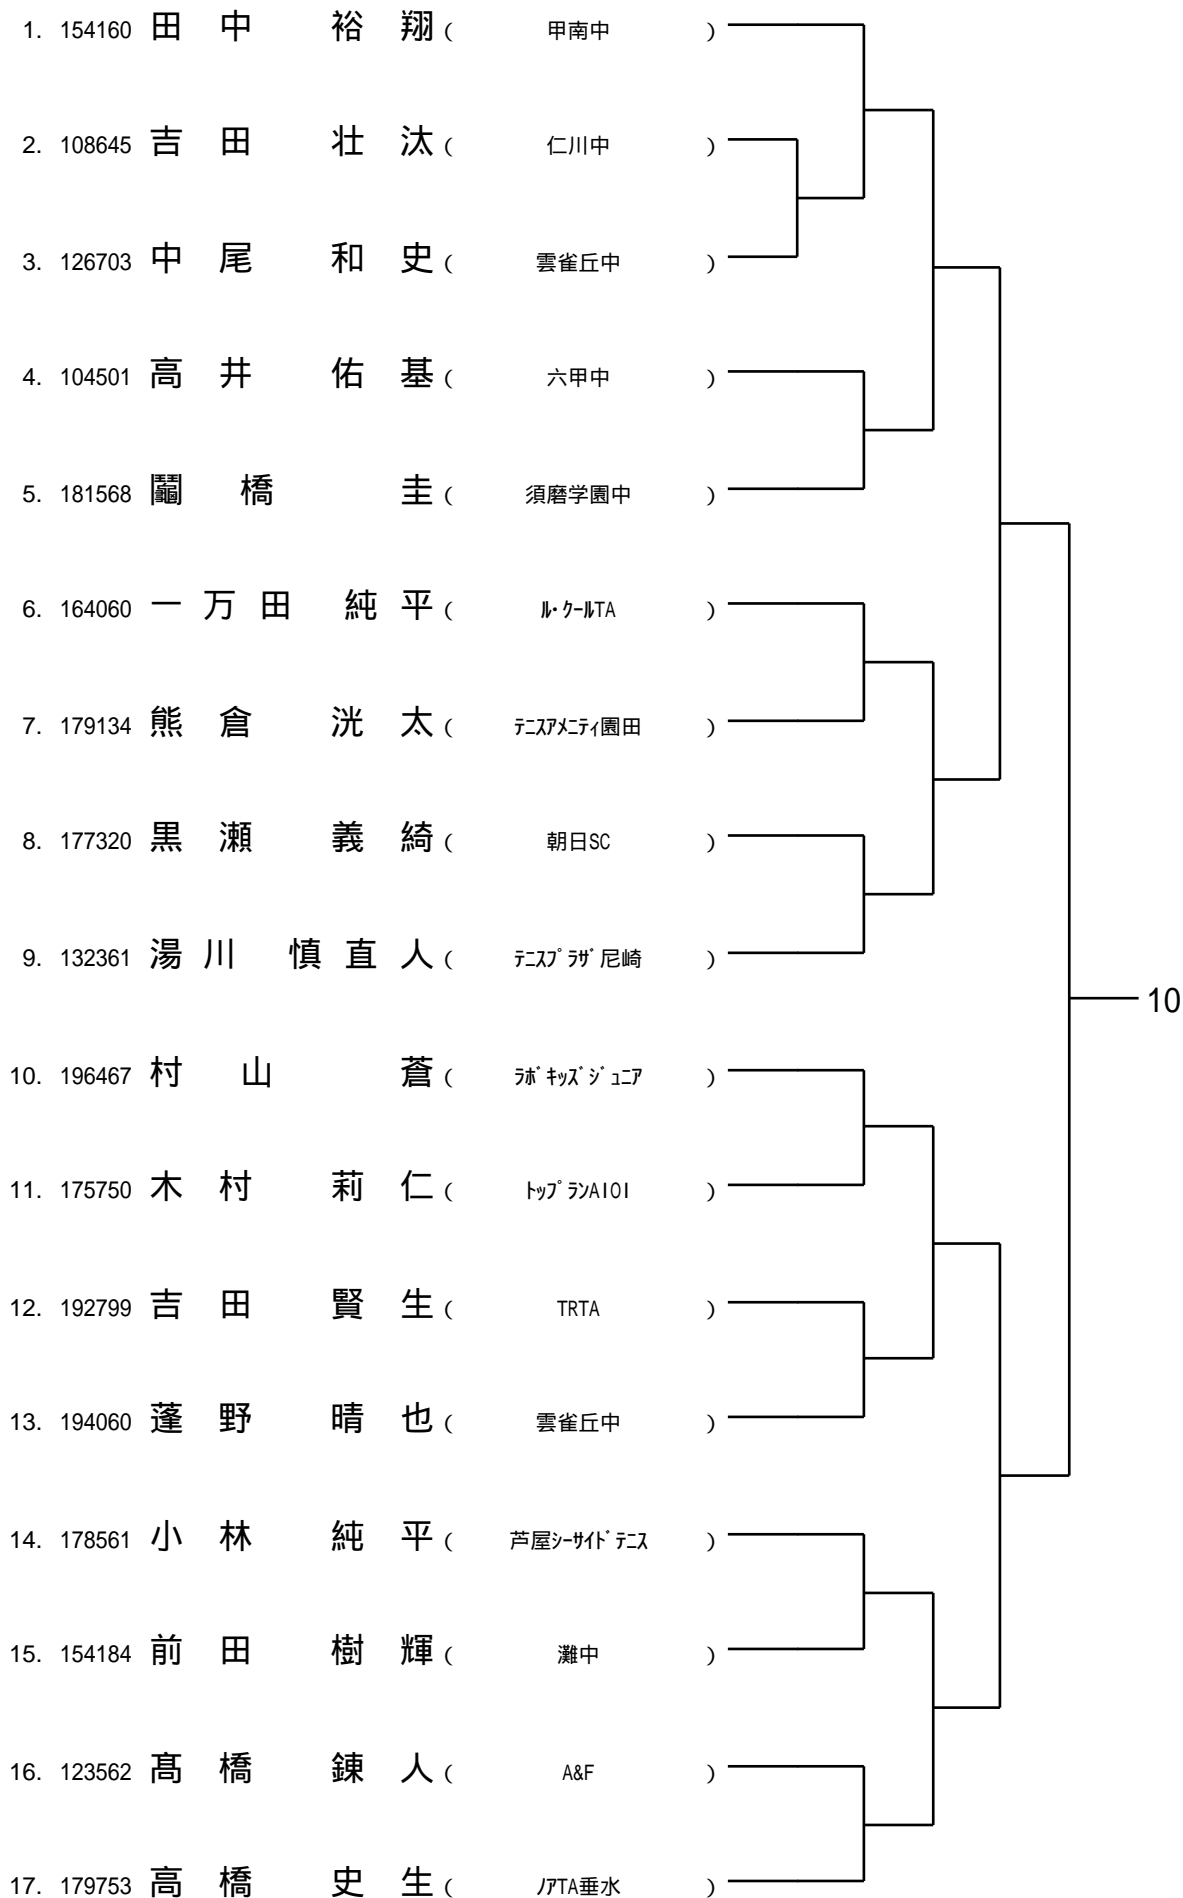 1. 154160 田中 裕翔 ( 甲南中 )
2. 108645 吉田 壮汰 ( 仁川中 )
3. 126703 中尾 和史 ( 雲雀丘中 )
4. 104501 高井 佑基 ( 六甲中 )
5. 181568 橋 圭 ( 須磨学園中 )
6. 164060 一万田 純平 ( ﾙ･ｸｰﾙTA )
7. 179134 熊倉 洸太 ( ﾃﾆｽｱﾒﾆﾃｨ園田 )
8. 177320 黒瀬 義綺 ( 朝日SC )
9. 132361 湯川 慎直人 ( ﾃﾆｽﾌﾟﾗｻﾞ尼崎 )
10
10. 196467 村山 蒼 ( ﾗﾎﾞｷｯｽﾞｼﾞｭﾆｱ )
11. 175750 木村 莉仁 ( ﾄｯﾌﾟﾗﾝAIOI )
12. 192799 吉田 賢生 ( TRTA )
13. 194060 蓬野 晴也 ( 雲雀丘中 )
14. 178561 小林 純平 ( 芦屋ｼｰｻｲﾄﾞﾃﾆｽ )
15. 154184 前田 樹輝 ( 灘中 )
16. 123562 髙橋 錬人 ( A&F )
17. 179753 高橋 史生 ( ﾉｱTA垂水 )